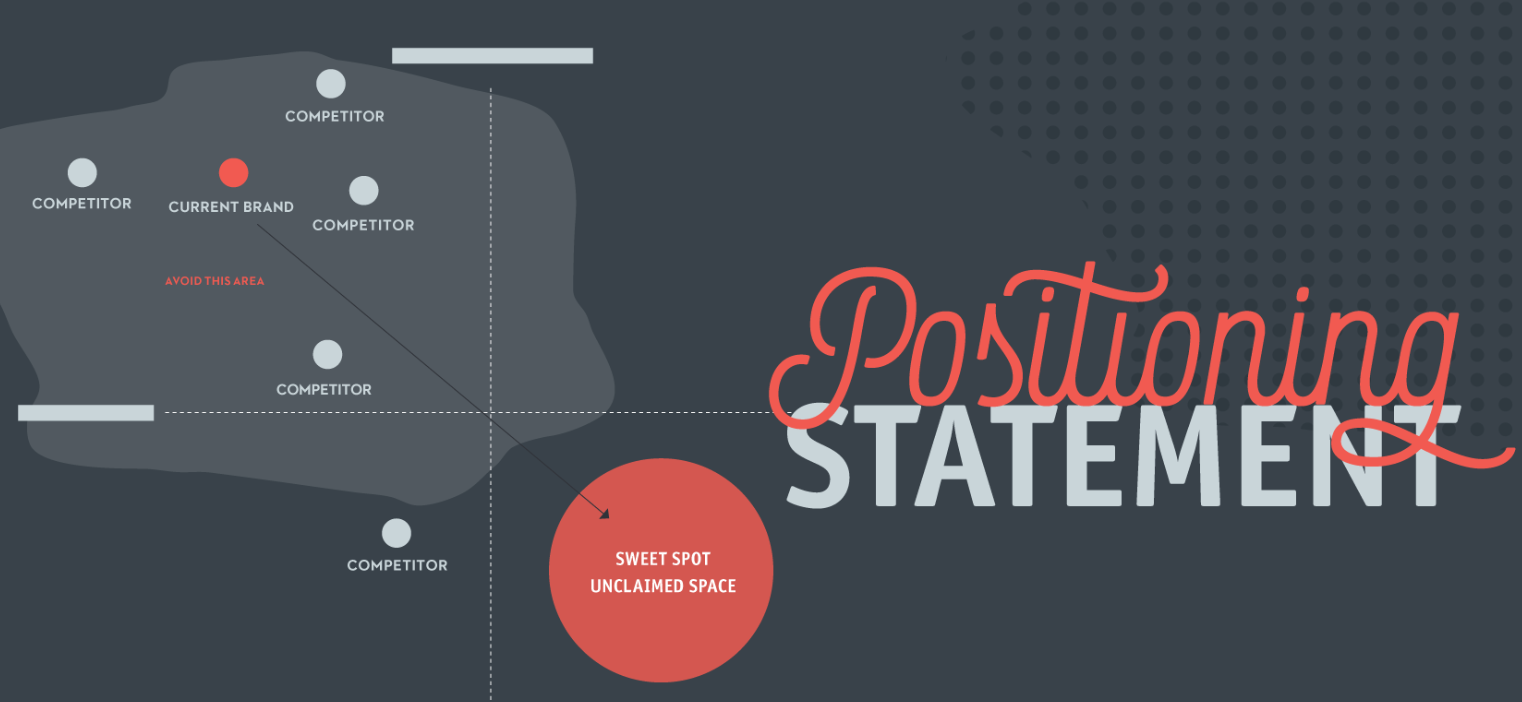 COMPETITOR
COMPETITOR
CURRENT BRAND
COMPETITOR
AVOID THIS AREA
COMPETITOR
COMPETITOR
SWEET SPOT
UNCLAIMED SPACE
Positioning
STATEMENT